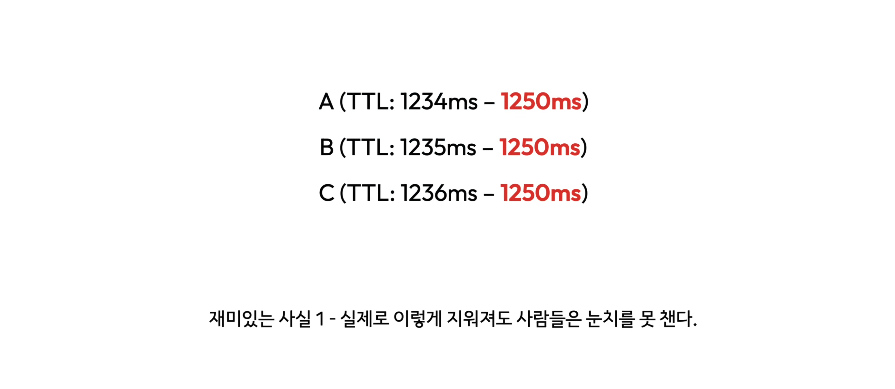 A (TTL: 1234ms – 1250ms)
B (TTL: 1235ms – 1250ms)
C (TTL: 1236ms – 1250ms)
재미있는 사실 1 - 실제로 이렇게 지워져도 사람들은 눈치를 못 챈다.